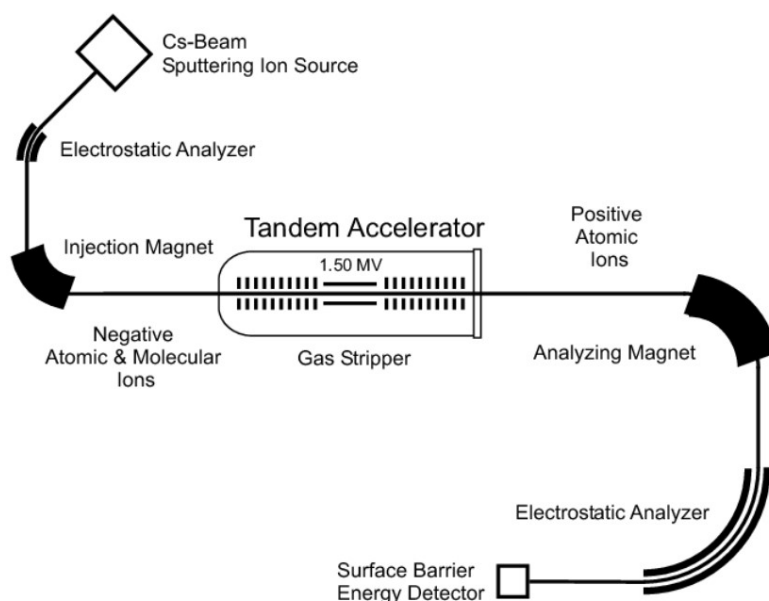 Cs-Beam
Sputtering Ion Source
Electrostatic Analyzer
Injection Magnet
Tandem Accelerator
1.50 MV
Positive
Atomic
Ions
Negative
Atomic & Molecular
Ions
Gas Stripper
Analyzing Magnet
Electrostatic Analyzer
Surface Barrier
Energy Detector